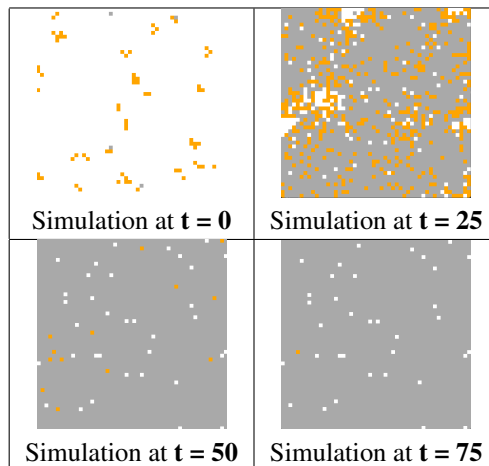 Simulation at t = 0
Simulation at t = 25
Simulation at t = 50
Simulation at t = 75